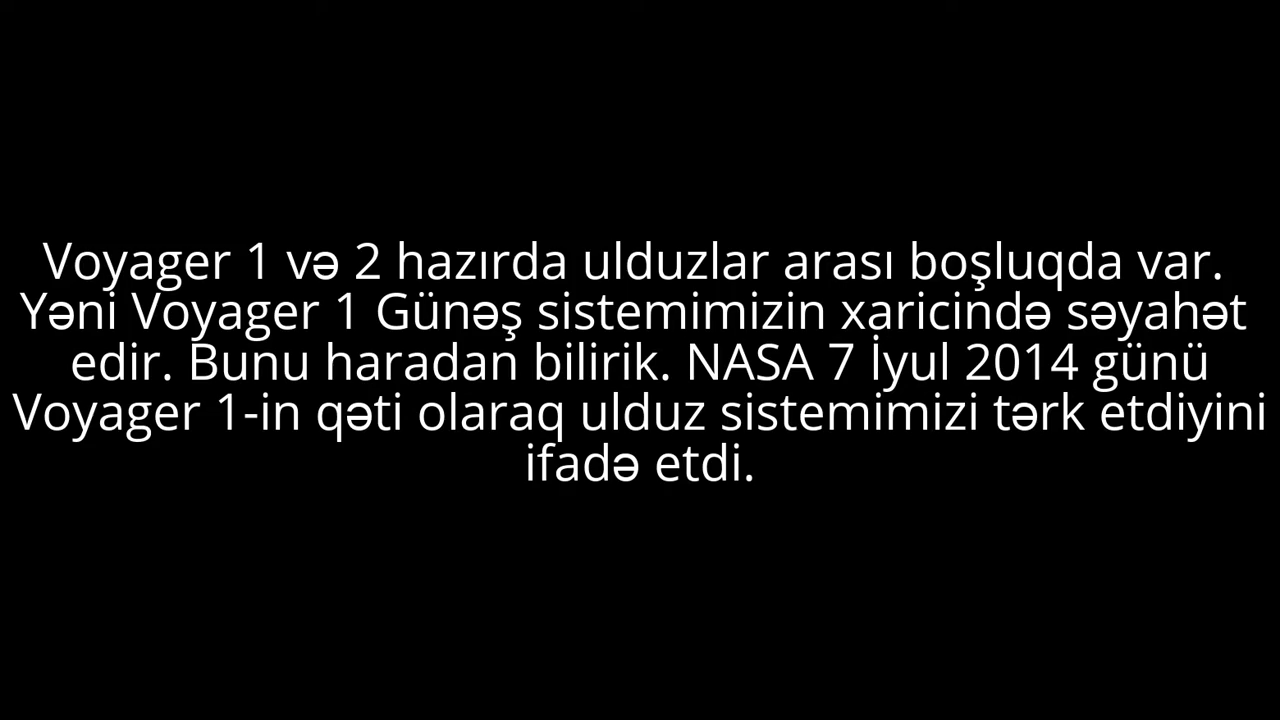 Voyager 1 və 2 hazırda ulduzlar arası boşluqda var.
Yəni Voyager 1 Günəş sistemimizin xaricində səyahət
edir. Bunu haradan bilirik. NASA 7 İyul 2014 günü
Voyager 1-in qəti olaraq ulduz sistemimizi tərk etdiyini
ifadə etdi.